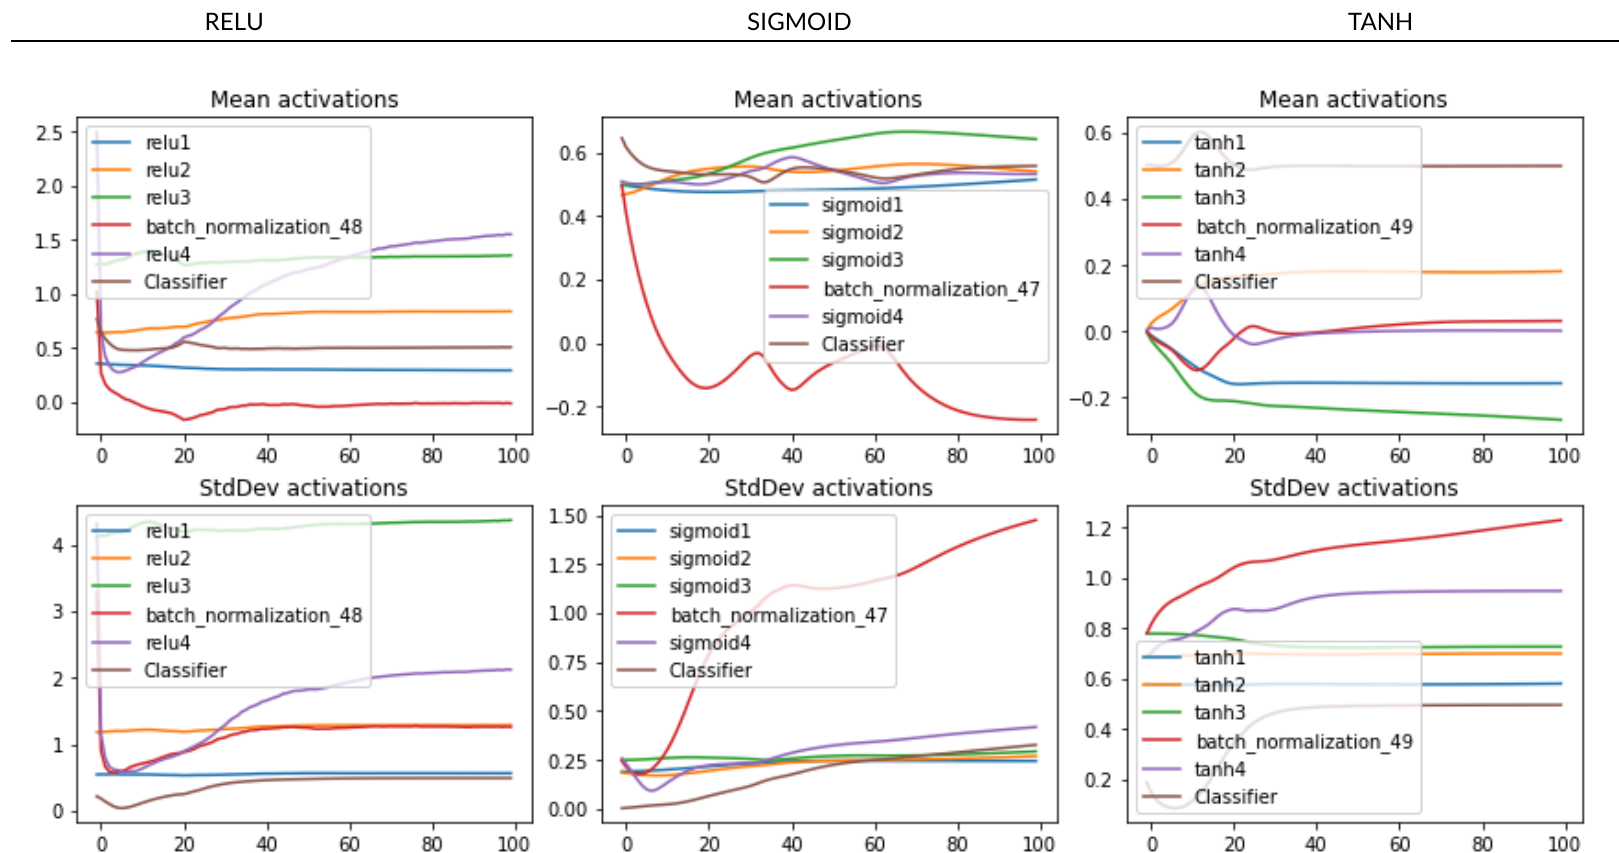 RELU SIGMOID TANH
Mean activations Mean activations Mean activations
2.5
2.0
1.5
1.0
0.5
0.0
relu1
relu2
relu3
batch_normalization_48
relu4
Classifier
0 20 40 60 80 100
0.6
0.4
0.2
0.0
−0.2
sigmoid1
sigmoid2
sigmoid3
batch_normalization_47
sigmoid4
Classifier
0 20 40 60 80 100
0.6
0.4
0.2
0.0
−0.2
tanh1
tanh2
tanh3
batch_normalization_49
tanh4
Classifier
0 20 40 60 80 100
StdDev activations StdDev activations StdDev activations
4
3
2
1
0
relu1
relu2
relu3
batch_normalization_48
relu4
Classifier
0 20 40 60 80 100
1.50
1.25
1.00
0.75
0.50
0.25
0.00
sigmoid1
sigmoid2
sigmoid3
batch_normalization_47
sigmoid4
Classifier
0 20 40 60 80 100
1.2
1.0
0.8
0.6
0.4
0.2
tanh1
tanh2
tanh3
batch_normalization_49
tanh4
Classifier
0 20 40 60 80 100